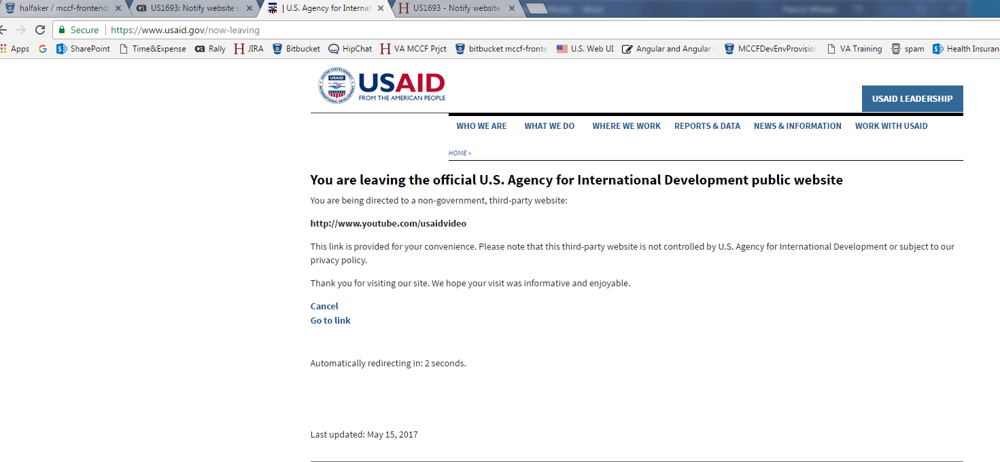 halfaker / mccf-frontend
US1693: Notify website u
| U.S. Agency for Internat
US1693 - Notify website
Secure
https://www.usaid.gov/now-leaving
Apps
SharePoint
Time&Expense
ca Rally
JIRA
Bitbucket
HipChat
VA MCCF Prjct
bitbucket mccf-fronte
U.S. Web UI
Angular and Angular
MCCFDevEnvProvision
VA Training
spam
Health Insuran
USAID
FROM THE AMERICAN PEOPLE
USAID LEADERSHIP
WHO WE ARE
WHAT WE DO
WHERE WE WORK
REPORTS & DATA
NEWS & INFORMATION
WORK WITH USAID
HOME »
You are leaving the official U.S. Agency for International Development public website
You are being directed to a non-government, third-party website:
http://www.youtube.com/usaidvideo
This link is provided for your convenience. Please note that this third-party website is not controlled by U.S. Agency for International Development or subject to our
privacy policy.
Thank you for visiting our site. We hope your visit was informative and enjoyable.
Cancel
Go to link
Automatically redirecting in: 2 seconds.
Last updated: May 15, 2017